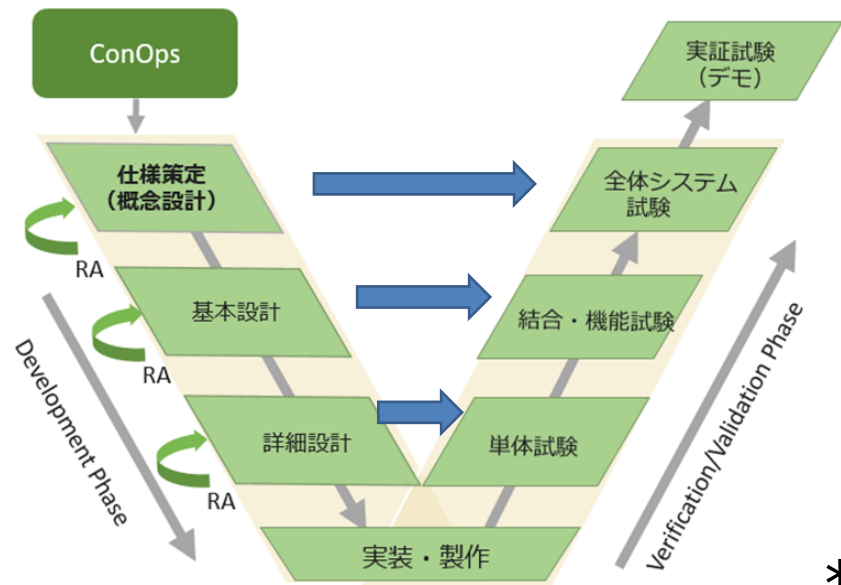 ConOps
実証試験
（デモ）
仕様策定
（概念設計）
全体システム
試験
RA
基本設計
結合・機能試験
RA
詳細設計
単体試験
RA
実装・製作
Development Phase
Verification/Validation Phase
*